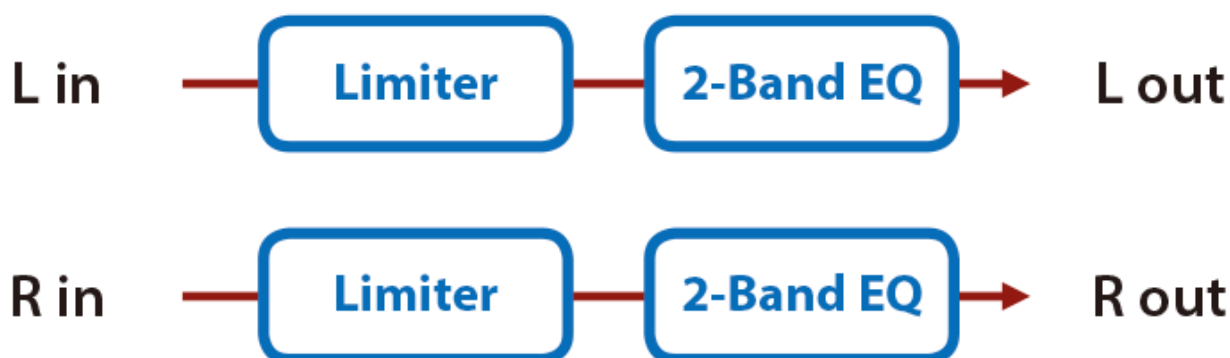 L in Limiter 2-Band EQ L out
R in Limiter 2-Band EQ R out